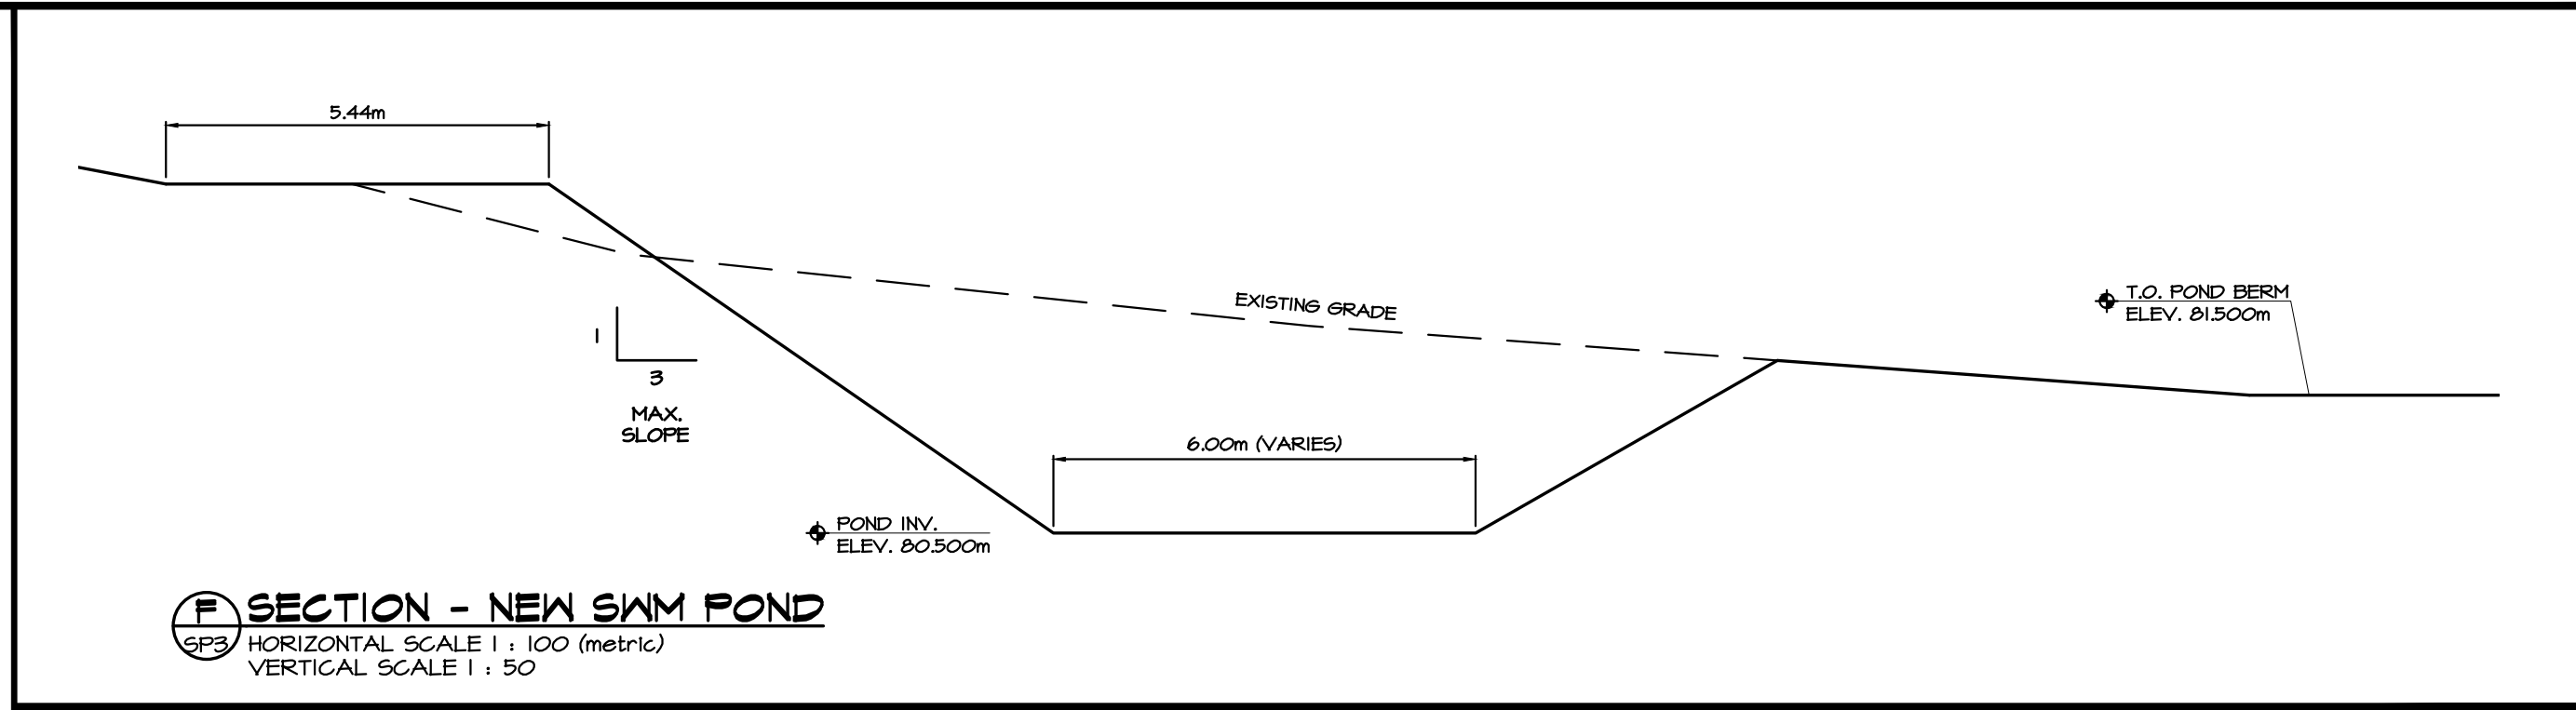 5.44m
EXISTING GRADE
T.O. POND BERM
ELEV. 81.500m
1
3
MAX.
SLOPE
6.00m (VARIES)
POND INV.
ELEV. 80.500m
F
SP3
SECTION - NEW SWM POND
HORIZONTAL SCALE 1 : 100 (metric)
VERTICAL SCALE 1 : 50